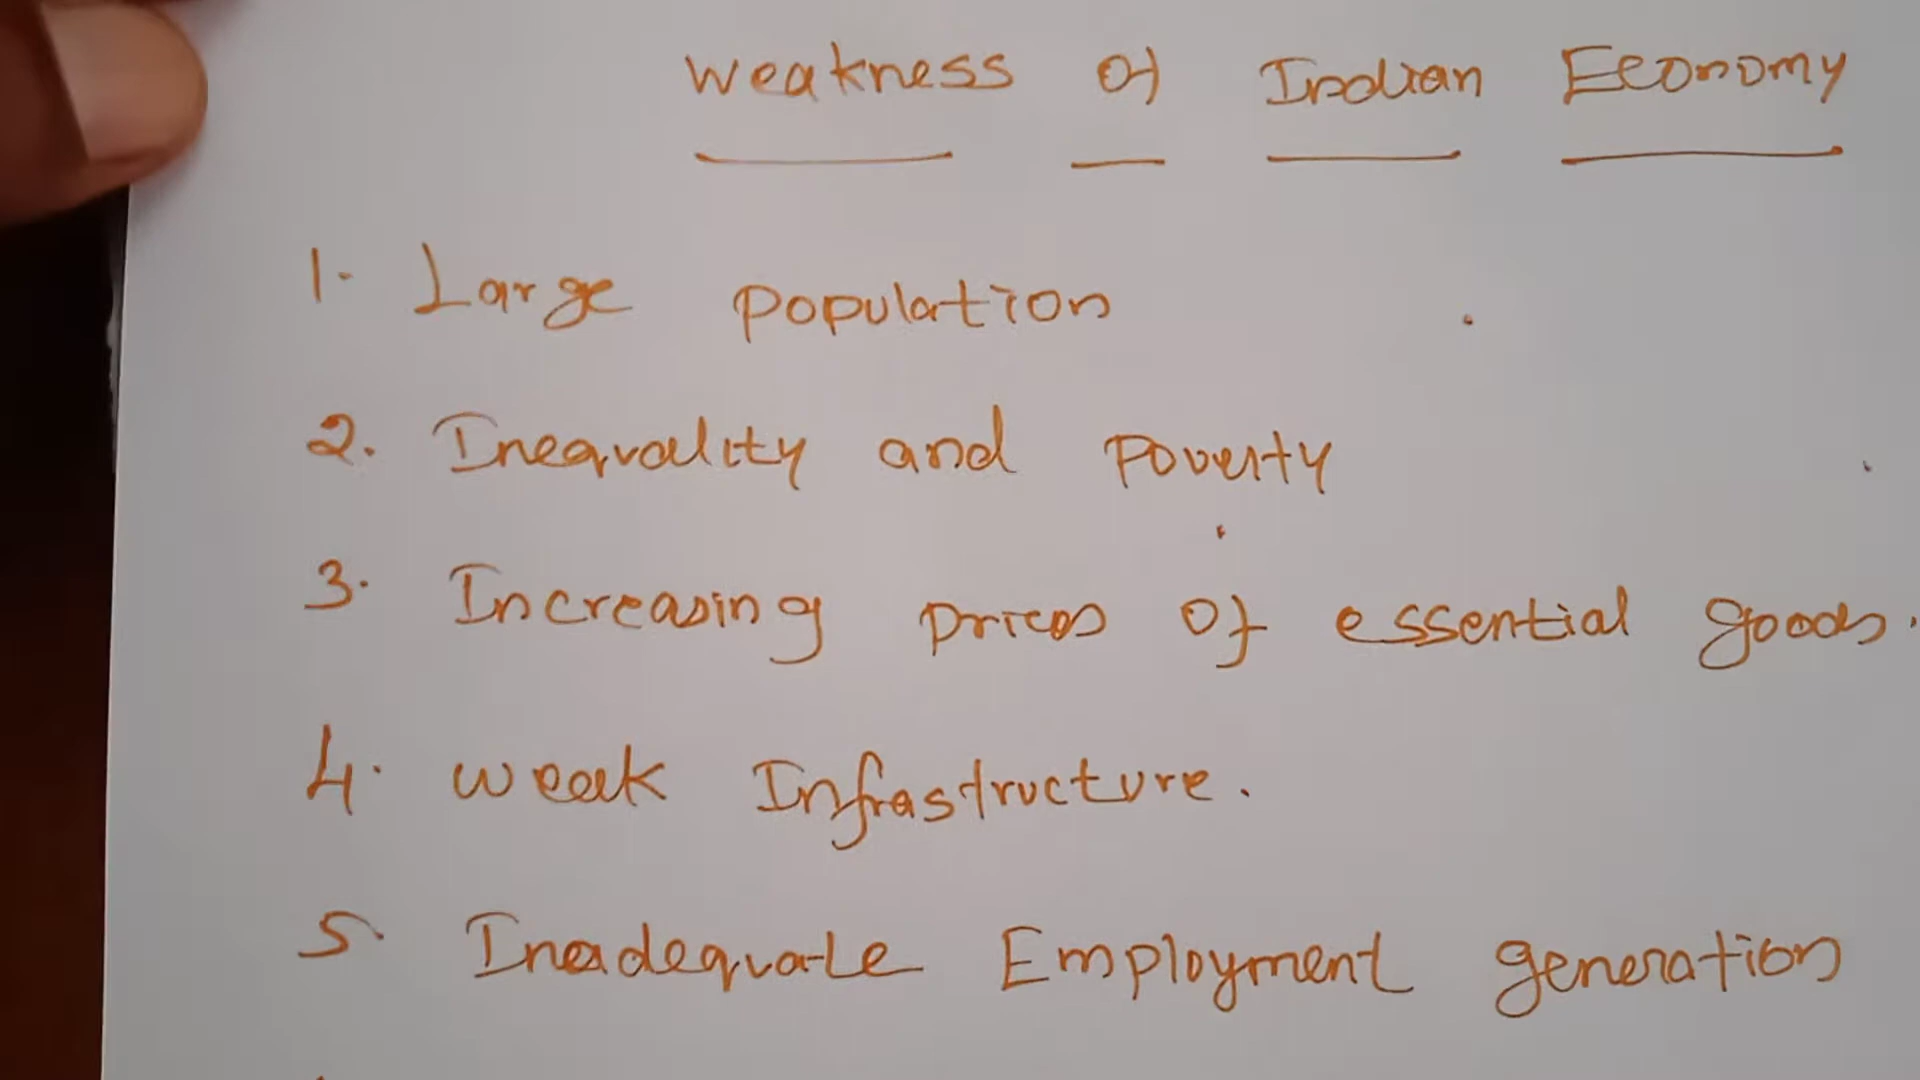 Weakness of Indian Economy
1. Large Population
2. Inequality and Poverty
3. Increasing prices of essential goods.
4. Weak Infrastructure.
5. Inadequate Employment generation